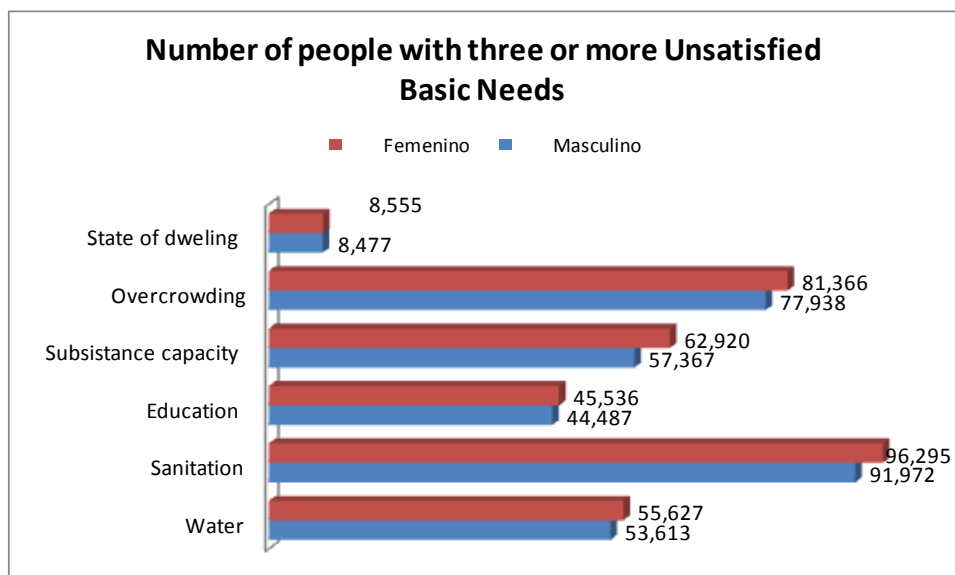 Number of people with three or more Unsatisfied
Basic Needs
Femenino Masculino
State of dweling
8,555
8,477
Overcrowding
81,366
77,938
Subsistance capacity
62,920
57,367
Education
45,536
44,487
Sanitation
96,295
91,972
Water
55,627
53,613